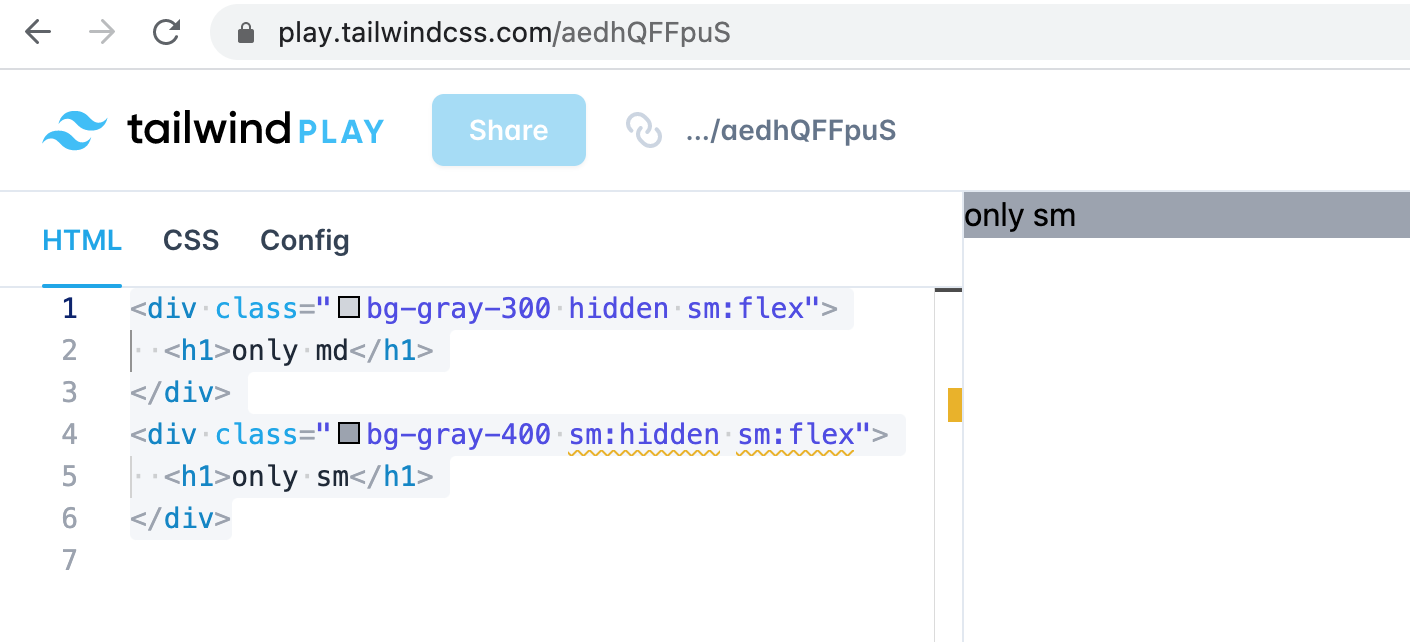 play.tailwindcss.com/aedhQFFpuS
tailwind PLAY Share .../aedhQFFpuS
HTML CSS Config
only sm
1 <div class="bg-gray-300 hidden sm:flex">
2 <h1>only md</h1>
3 </div>
4 <div class="bg-gray-400 sm:hidden sm:flex">
5 <h1>only sm</h1>
6 </div>
7